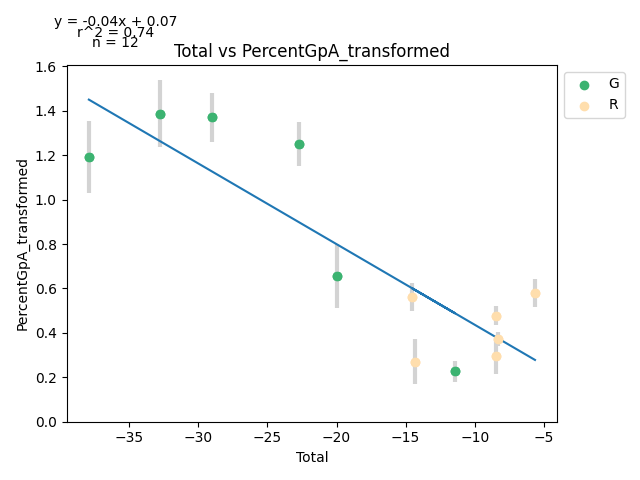 y = -0.04x + 0.07
r^2 = 0.74
n = 12
Total vs PercentGpA_transformed
G
R
PercentGpA_transformed
1.6
1.4
1.2
1.0
0.8
0.6
0.4
0.2
0.0
−35
−30
−25
−20
−15
−10
−5
Total